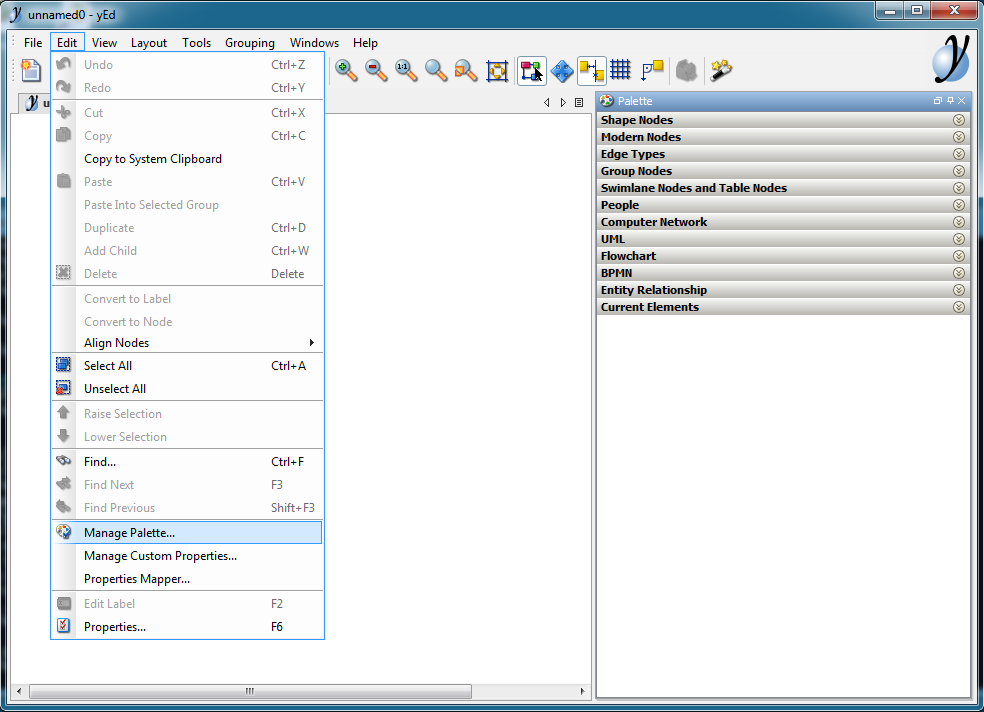 unnamed0 - yEd
File Edit View Layout Tools Grouping Windows Help
Undo Ctrl+Z
Redo Ctrl+Y
Cut Ctrl+X
Copy Ctrl+C
Copy to System Clipboard
Paste Ctrl+V
Paste Into Selected Group
Duplicate Ctrl+D
Add Child Ctrl+W
Delete Delete
Convert to Label
Convert to Node
Align Nodes
Select All Ctrl+A
Unselect All
Raise Selection
Lower Selection
Find... Ctrl+F
Find Next F3
Find Previous Shift+F3
Manage Palette...
Manage Custom Properties...
Properties Mapper...
Edit Label F2
Properties... F6
1:1
y
Palette
Shape Nodes
Modern Nodes
Edge Types
Group Nodes
Swimlane Nodes and Table Nodes
People
Computer Network
UML
Flowchart
BPMN
Entity Relationship
Current Elements